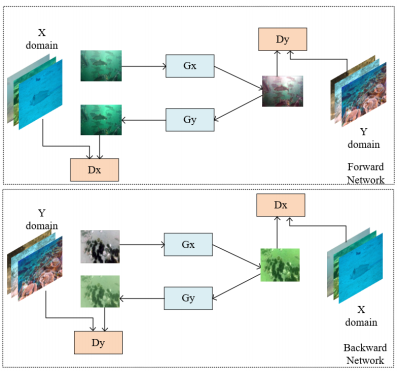 X
domain
Gx
Dy
Gy
Dx
Y
domain
Forward
Network
Y
domain
Gx
Dx
Gy
Dy
X
domain
Backward
Network